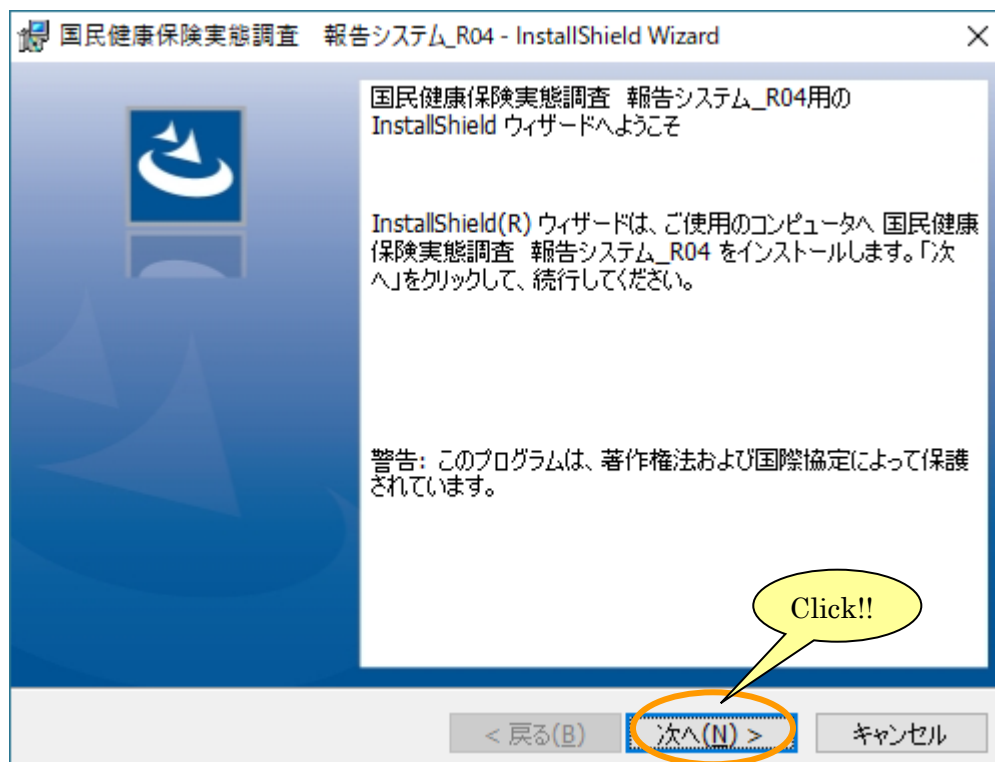 国民健康保険実態調査　報告システム_R04 - InstallShield Wizard
国民健康保険実態調査　報告システム_R04用の
InstallShield ウィザードへようこそ
InstallShield(R) ウィザードは、ご使用のコンピュータへ 国民健康
保険実態調査　報告システム_R04 をインストールします。「次
へ」をクリックして、続行してください。
警告: このプログラムは、著作権法および国際協定によって保護
されています。
Click!!
< 戻る(B)
次へ(N) >
キャンセル